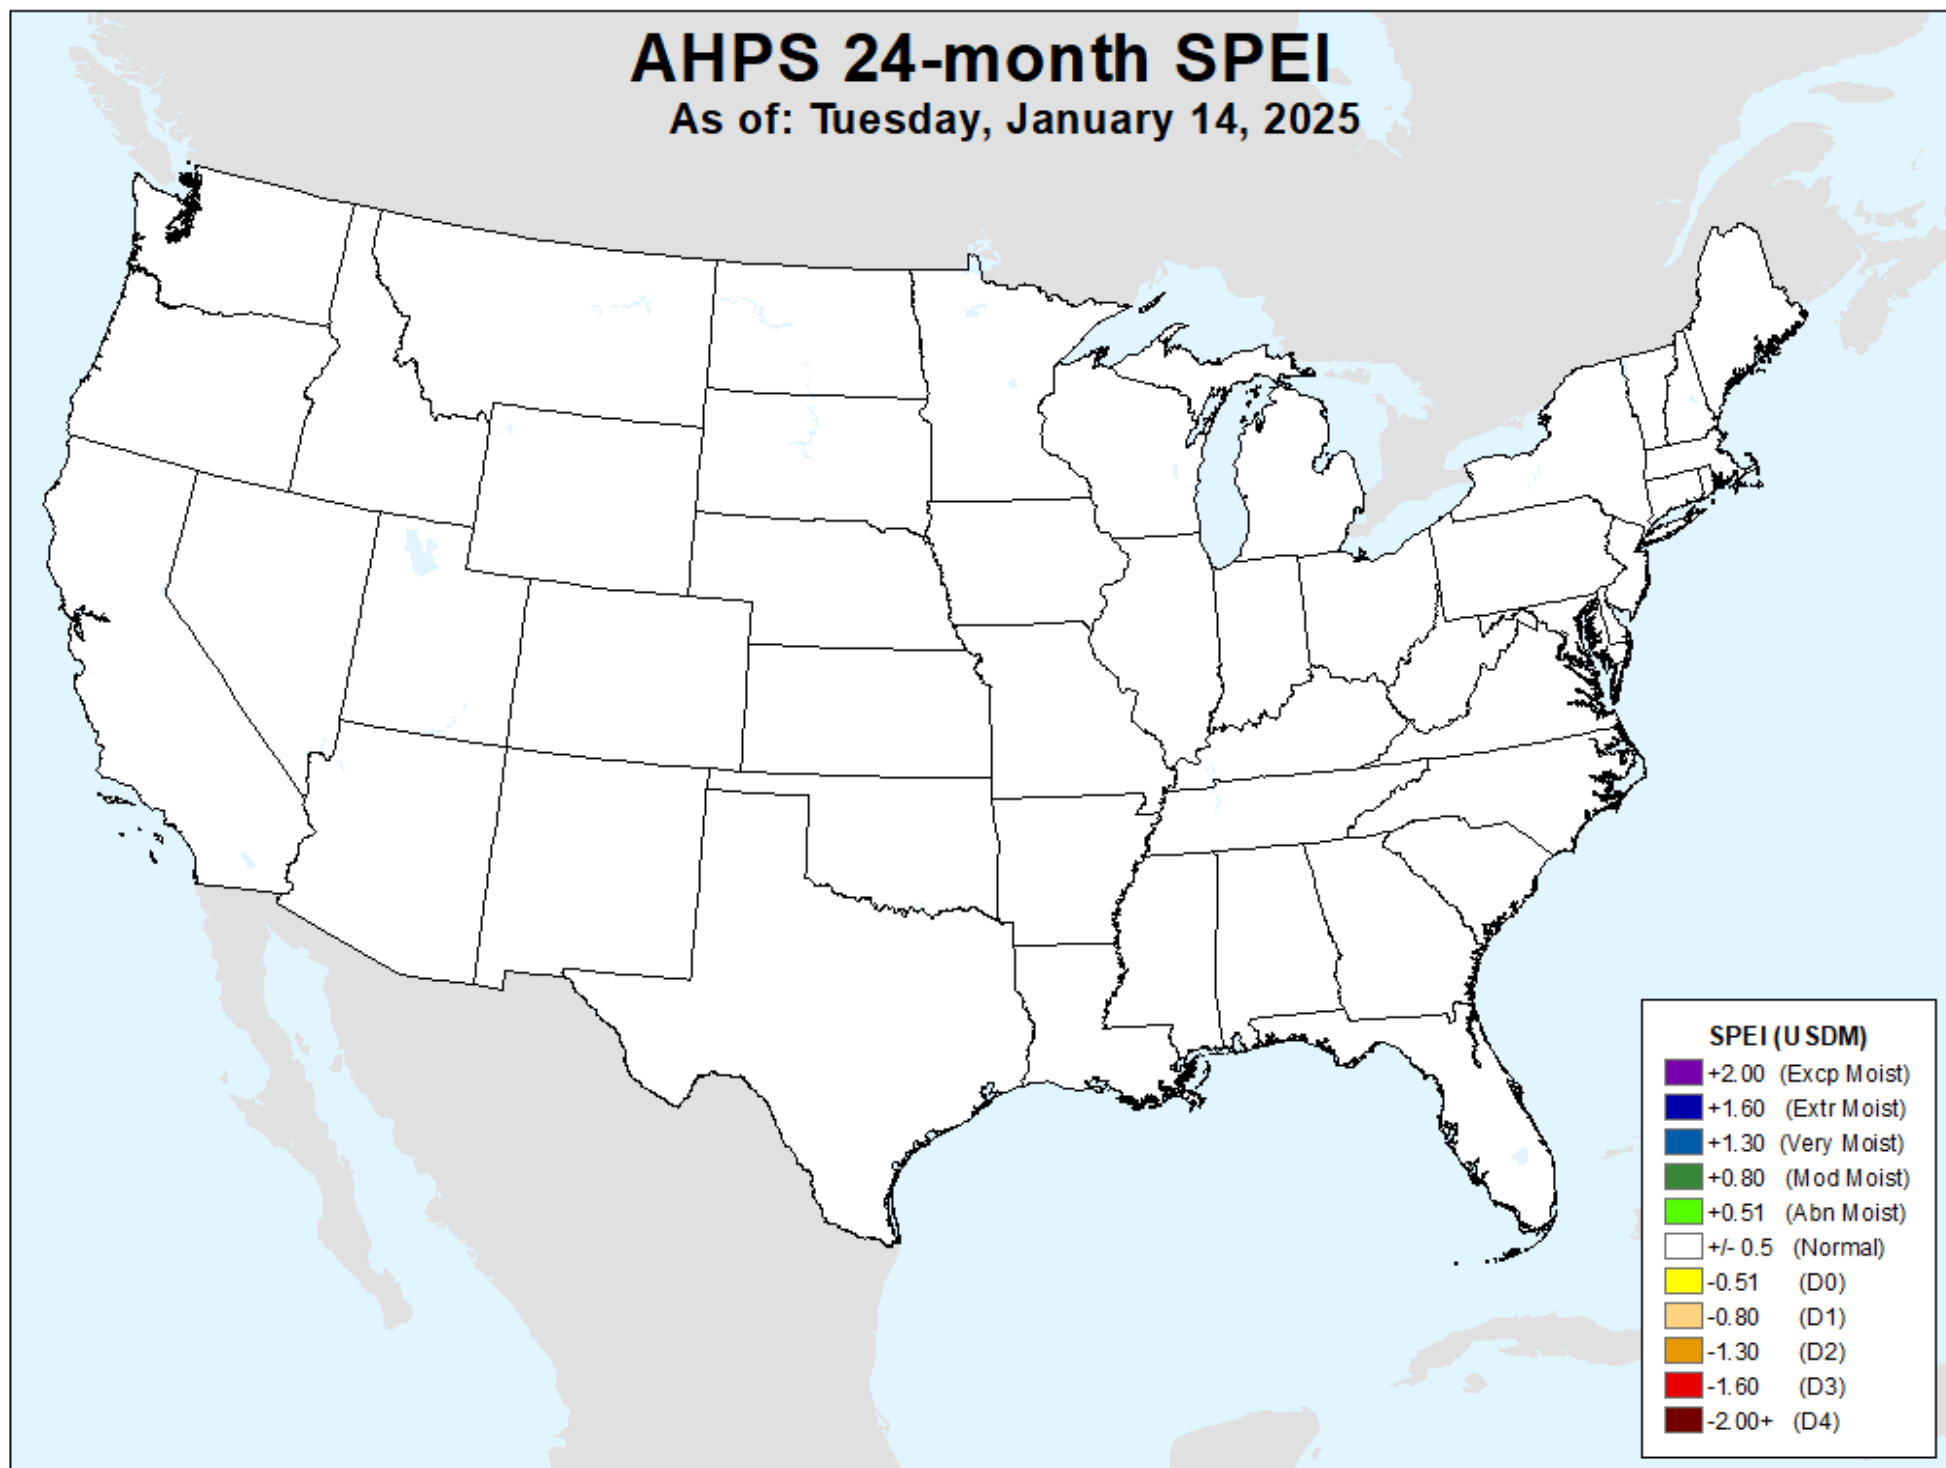 AHPS 24-month SPEI
As of: Tuesday, January 14, 2025
SPEI (USDM)
+2.00 (Excp Moist)
+1.60 (Extr Moist)
+1.30 (Very Moist)
+0.80 (Mod Moist)
+0.51 (Abn Moist)
+/- 0.5 (Normal)
-0.51 (D0)
-0.80 (D1)
-1.30 (D2)
-1.60 (D3)
-2.00+ (D4)